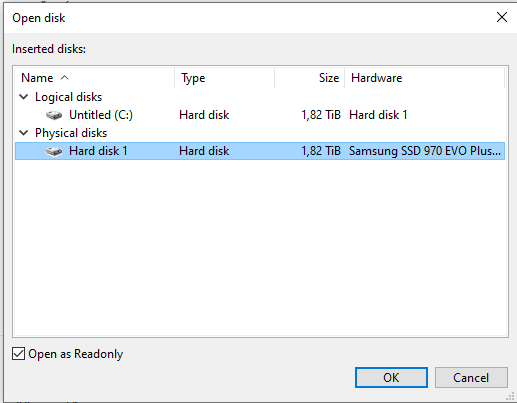 Open disk
Inserted disks:
Name Type Size Hardware
Logical disks
Untitled (C:) Hard disk 1,82 TiB Hard disk 1
Physical disks
Hard disk 1 Hard disk 1,82 TiB Samsung SSD 970 EVO Plus...
Open as Readonly
OK Cancel